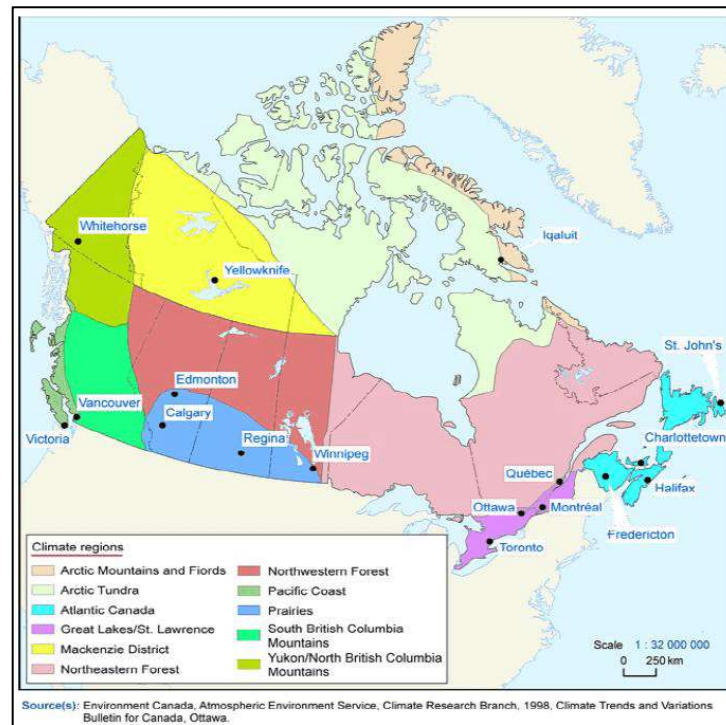 Whitehorse
Yellowknife
Iqaluit
St. John's
Edmonton
Vancouver
Calgary
Charlottetown
Victoria
Regina
Winnipeg
Québec
Halifax
Ottawa
Montréal
Fredericton
Toronto
Climate regions
Arctic Mountains and Fiords
Arctic Tundra
Atlantic Canada
Great Lakes/St. Lawrence
Mackenzie District
Northeastern Forest
Northwestern Forest
Pacific Coast
Prairies
South British Columbia
Mountains
Yukon/North British Columbia
Mountains
Scale 1 : 32 000 000
0 250 km
Source(s): Environment Canada, Atmospheric Environment Service, Climate Research Branch, 1998, Climate Trends and Variations
Bulletin for Canada, Ottawa.